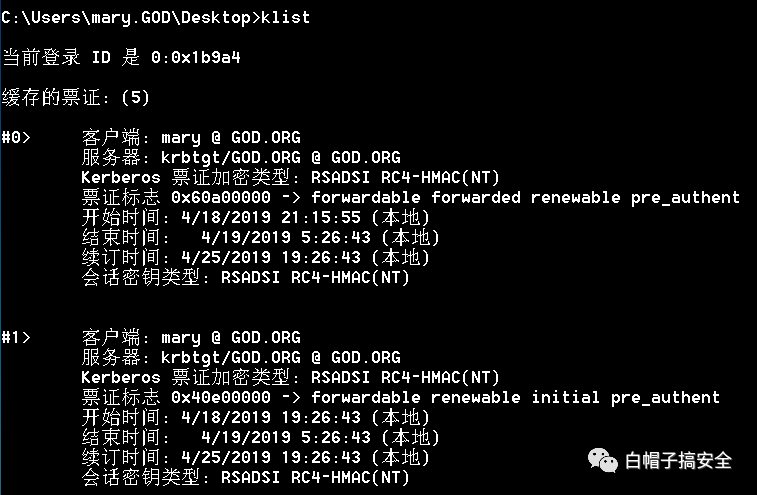 C:\Users\mary.GOD\Desktop>klist
当前登录 ID 是 0:0x1b9a4
缓存的票证: (5)
#0> 客户端: mary @ GOD.ORG
服务器: krbtgt/GOD.ORG @ GOD.ORG
Kerberos 票证加密类型: RSADSI RC4-HMAC(NT)
票证标志 0x60a00000 -> forwardable forwarded renewable pre_authent
开始时间: 4/18/2019 21:15:55 (本地)
结束时间: 4/19/2019 5:26:43 (本地)
续订时间: 4/25/2019 19:26:43 (本地)
会话密钥类型: RSADSI RC4-HMAC(NT)
#1> 客户端: mary @ GOD.ORG
服务器: krbtgt/GOD.ORG @ GOD.ORG
Kerberos 票证加密类型: RSADSI RC4-HMAC(NT)
票证标志 0x40e00000 -> forwardable renewable initial pre_authent
开始时间: 4/18/2019 19:26:43 (本地)
结束时间: 4/19/2019 5:26:43 (本地)
续订时间: 4/25/2019 19:26:43 (本地)
会话密钥类型: RSADSI RC4-HMAC(NT)
白帽子搞安全